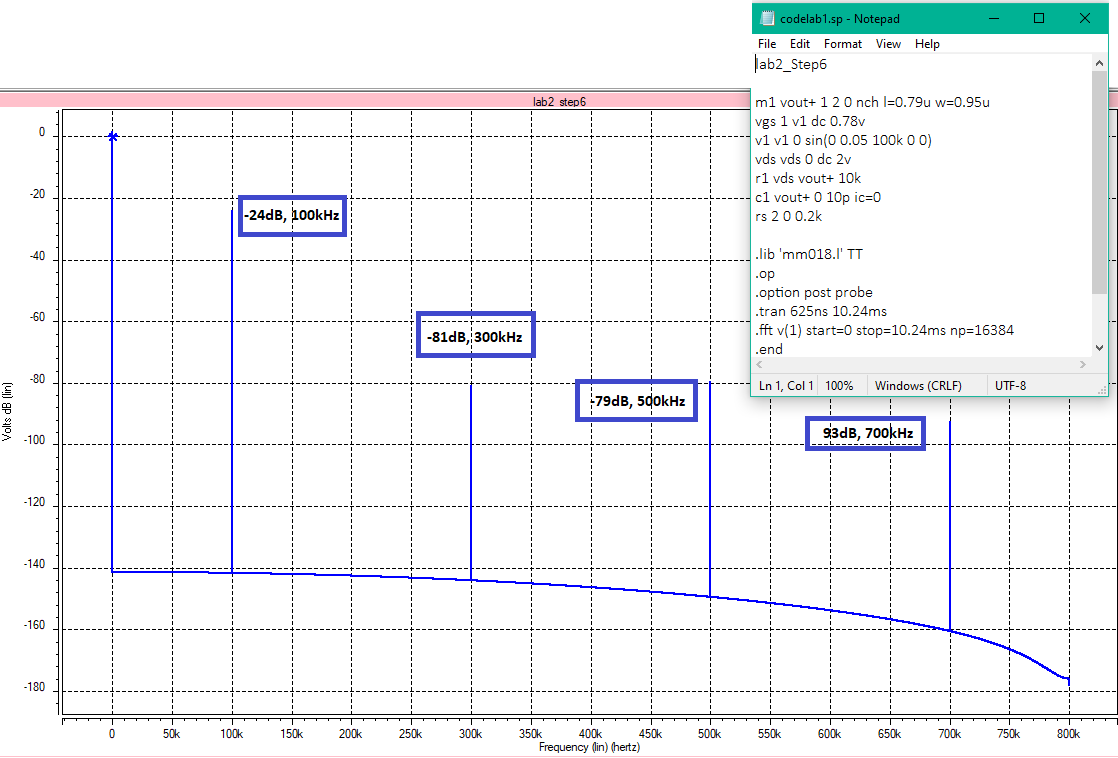 codelab1.sp - Notepad
File Edit Format View Help
lab2_Step6
m1 vout+ 1 2 0 nch l=0.79u w=0.95u
vgs 1 v1 dc 0.78v
v1 v1 0 sin(0 0.05 100k 0 0)
vds vds 0 dc 2v
r1 vds vout+ 10k
c1 vout+ 0 10p ic=0
rs 2 0 0.2k
.lib 'mm018.l' TT
.op
.option post probe
.tran 625ns 10.24ms
.fft v(1) start=0 stop=10.24ms np=16384
.end
Ln 1, Col 1 100% Windows (CRLF) UTF-8
lab2_step6
0
-20
-40
-60
-80
-100
-120
-140
-160
-180
Volts dB (lin)
-24dB, 100kHz
-81dB, 300kHz
-79dB, 500kHz
93dB, 700kHz
0 50k 100k 150k 200k 250k 300k 350k 400k 450k 500k 550k 600k 650k 700k 750k 800k
Frequency (lin) (hertz)